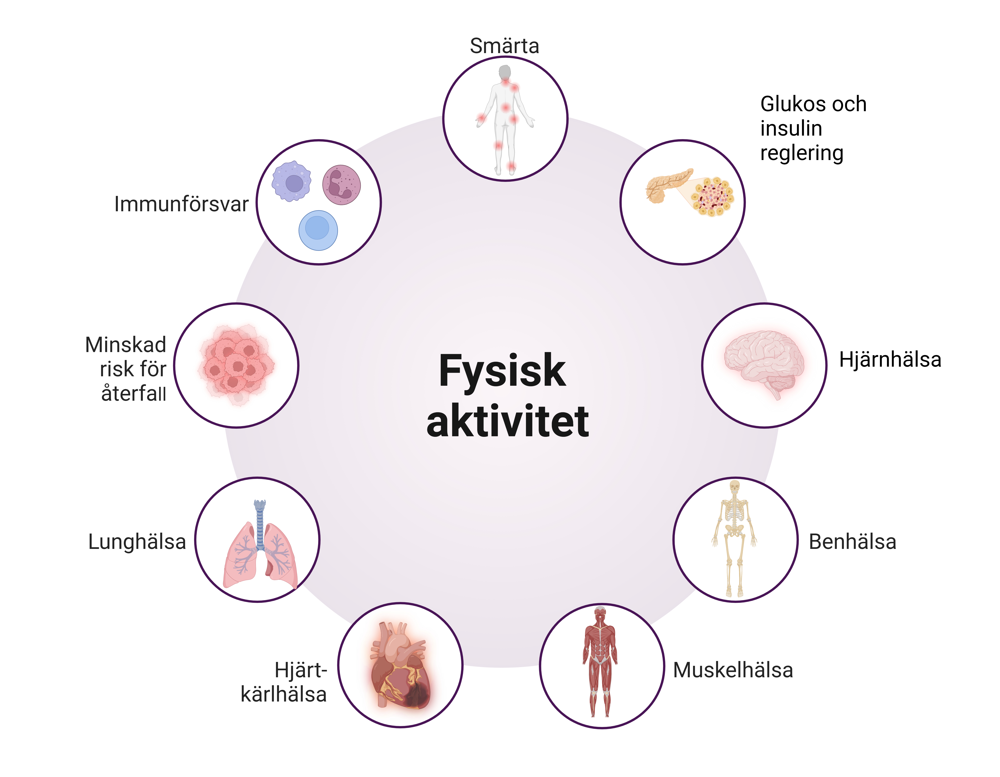 Smärta
Glukos och
insulin
reglering
Immunförsvar
Minskad
risk för
återfall
Fysisk
aktivitet
Hjärnhälsa
Lunghälsa
Benhälsa
Hjärt-
kärlhälsa
Muskelhälsa